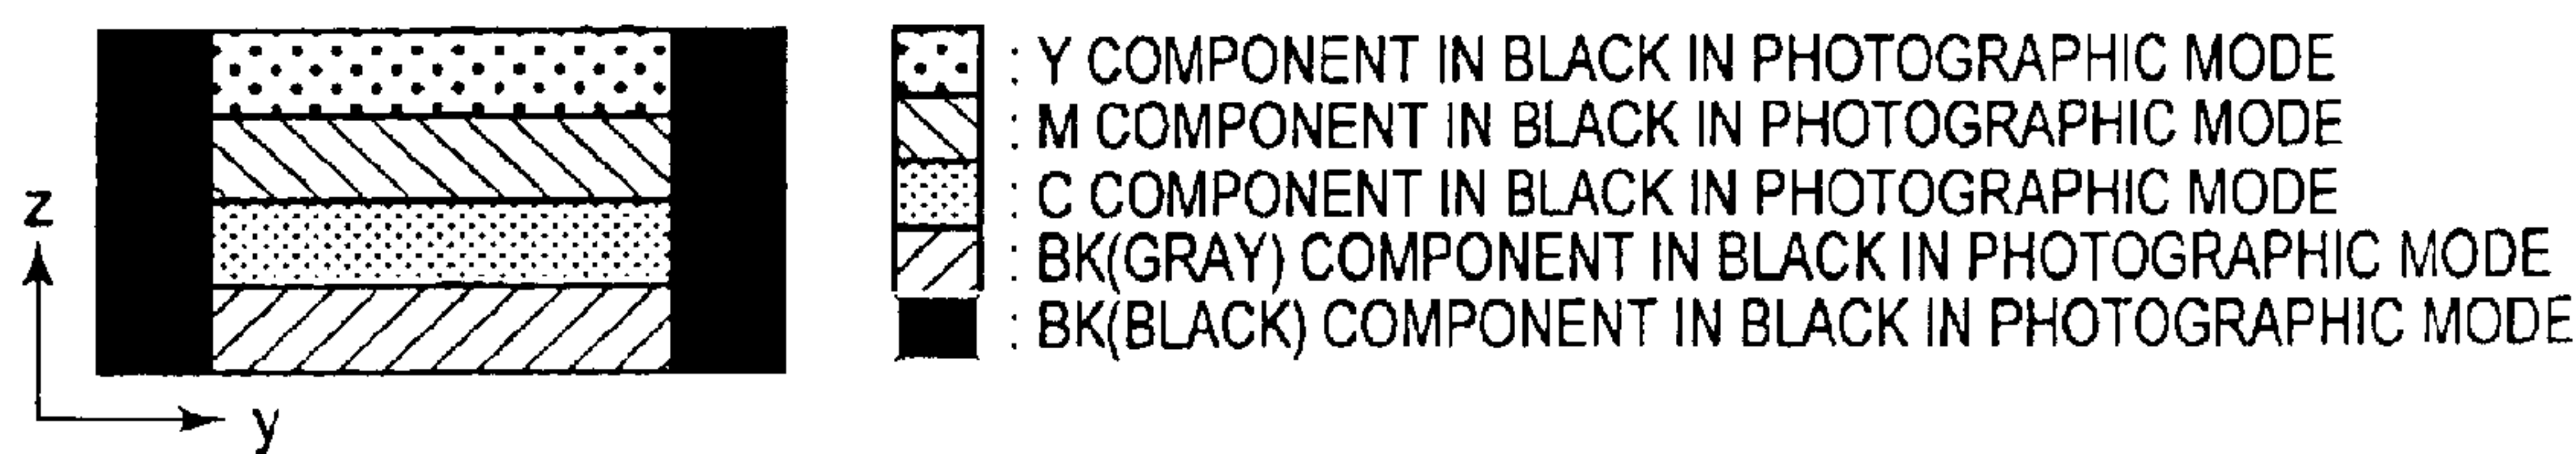 : Y COMPONENT IN BLACK IN PHOTOGRAPHIC MODE
: M COMPONENT IN BLACK IN PHOTOGRAPHIC MODE
: C COMPONENT IN BLACK IN PHOTOGRAPHIC MODE
: BK(GRAY) COMPONENT IN BLACK IN PHOTOGRAPHIC MODE
: BK(BLACK) COMPONENT IN BLACK IN PHOTOGRAPHIC MODE
z
y